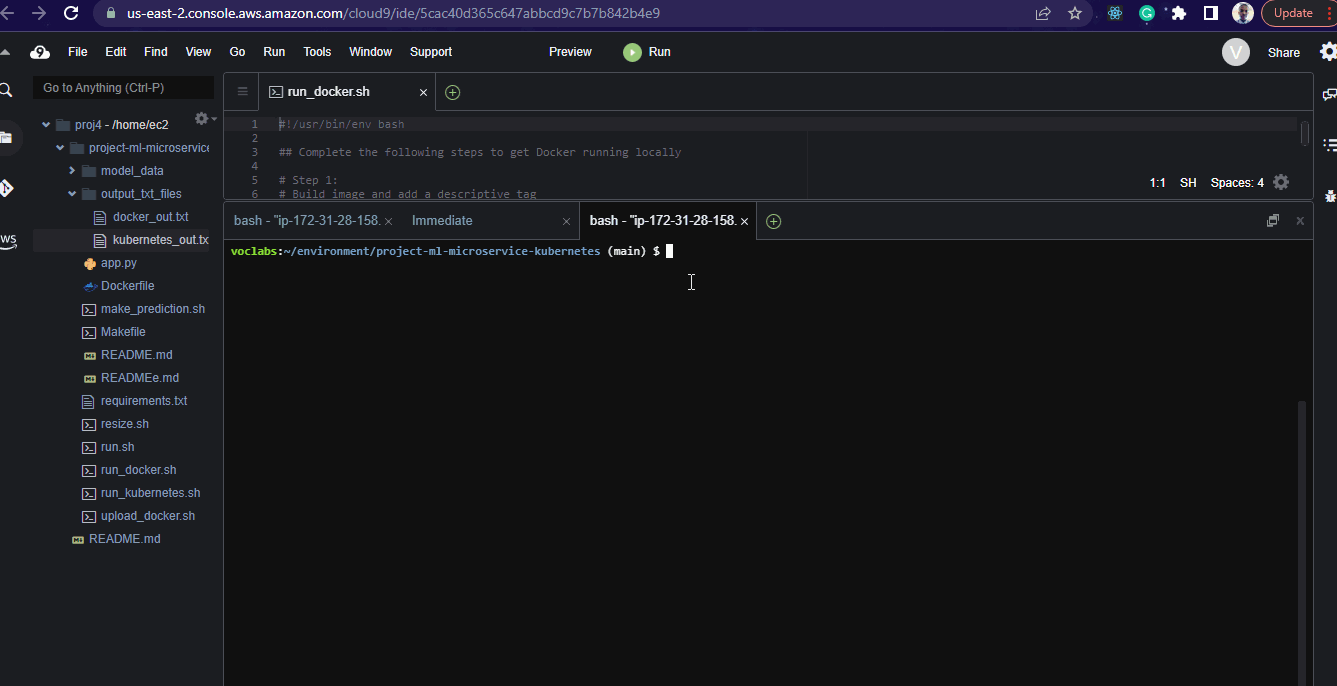 us-east-2.console.aws.amazon.com/cloud9/ide/5cac40d365c647abbcd9c7b7b842b4e9
Update
9 File Edit Find View Go Run Tools Window Support Preview Run V Share
Go to Anything (Ctrl-P)
run_docker.sh
proj4 - /home/ec2
project-ml-microservice
model_data
output_txt_files
docker_out.txt
kubernetes_out.tx
app.py
Dockerfile
make_prediction.sh
Makefile
README.md
READMEe.md
requirements.txt
resize.sh
run.sh
run_docker.sh
run_kubernetes.sh
upload_docker.sh
README.md
1 #!/usr/bin/env bash
2
3 ## Complete the following steps to get Docker running locally
4
5 # Step 1:
6 # Build image and add a descriptive tag
1:1 SH Spaces: 4
bash - "ip-172-31-28-158. Immediate bash - "ip-172-31-28-158.
voclabs:~/environment/project-ml-microservice-kubernetes (main) $
ws